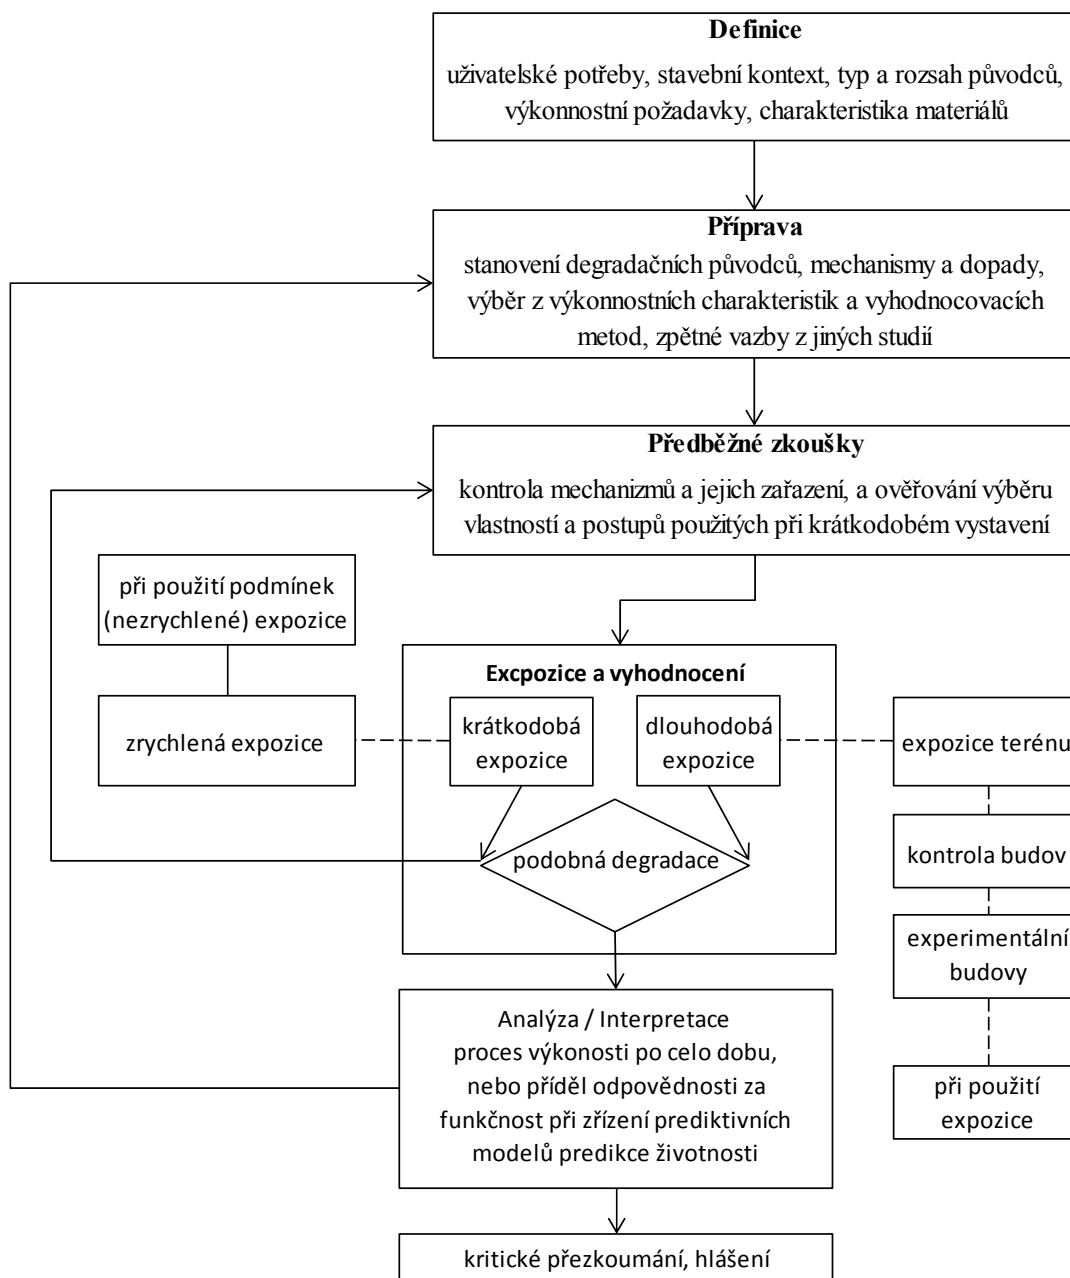 Definice
uživatelské potřeby, stavební kontext, typ a rozsah původců,
výkonnostní požadavky, charakteristika materiálů
Příprava
stanovení degradačních původců, mechanismy a dopady,
výběr z výkonnostních charakteristik a vyhodnocovacích
metod, zpětné vazby z jiných studií
Předběžné zkoušky
kontrola mechanizmů a jejich zařazení, a ověřování výběru
vlastností a postupů použitých při krátkodobém vystavení
při použití podmínek
(nezrychlené) expozice
zrychlená expozice
Excpozice a vyhodnocení
krátkodobá
expozice
dlouhodobá
expozice
podobná degradace
expozice terénu
kontrola budov
experimentální
budovy
při použití
expozice
Analýza / Interpretace
proces výkonosti po celo dobu,
nebo příděl odpovědnosti za
funkčnost při zřízení prediktivních
modelů predikce životnosti
kritické přezkoumání, hlášení